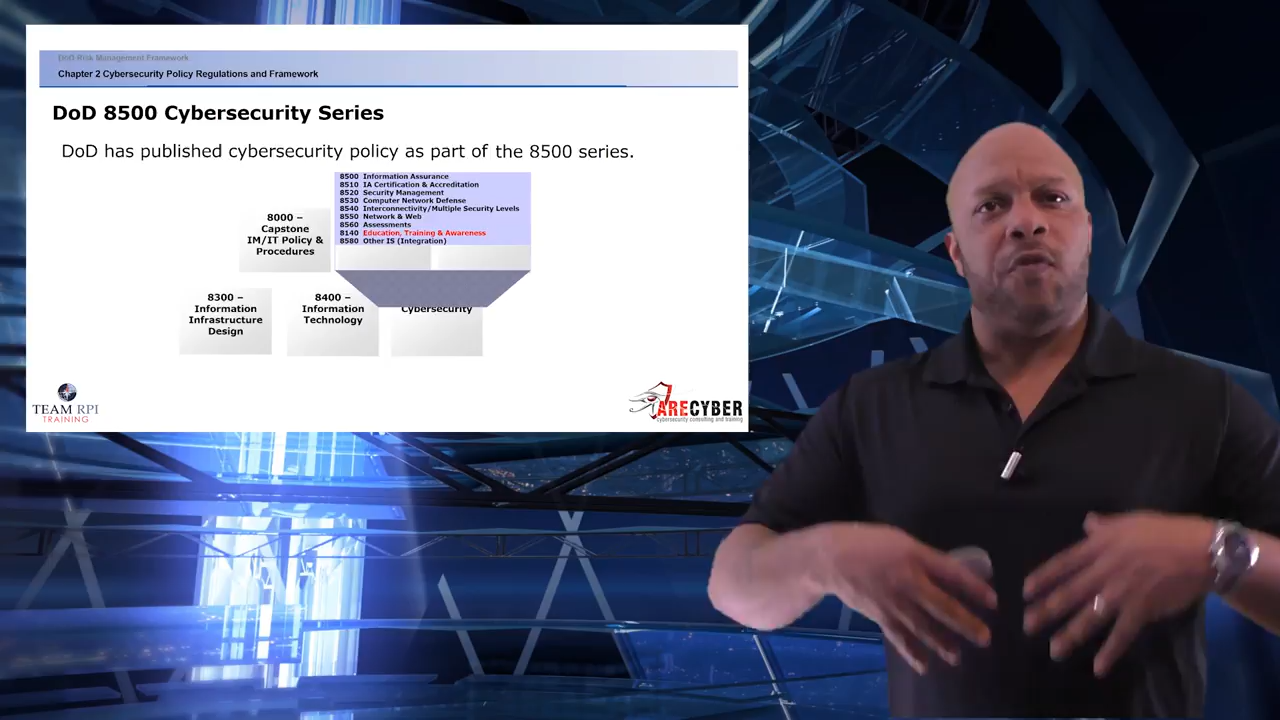 DoD Risk Management Framework
Chapter 2 Cybersecurity Policy Regulations and Framework
DoD 8500 Cybersecurity Series
DoD has published cybersecurity policy as part of the 8500 series.
8500 Information Assurance
8510 IA Certification & Accreditation
8520 Security Management
8530 Computer Network Defense
8540 Interconnectivity/Multiple Security Levels
8550 Network & Web
8560 Assessments
8140 Education, Training & Awareness
8580 Other IS (Integration)
8000 –
Capstone
IM/IT Policy &
Procedures
8300 –
Information
Infrastructure
Design
8400 –
Information
Technology
Cybersecurity
TEAM RPI
TRAINING
ARECYBER
cybersecurity consulting and training